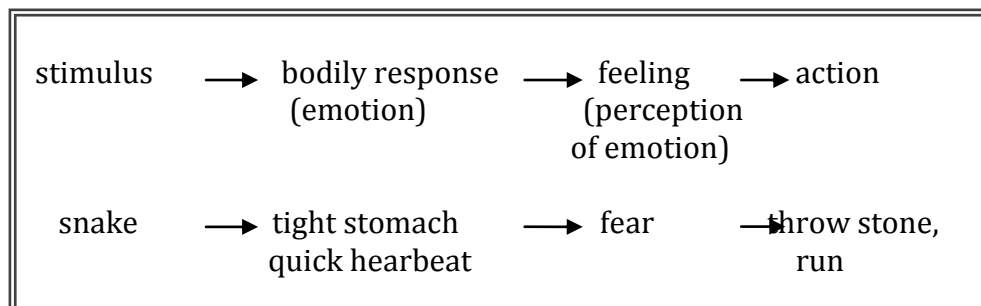 stimulus bodily response feeling action
(emotion) (perception
of emotion)
snake tight stomach fear throw stone,
quick hearbeat run